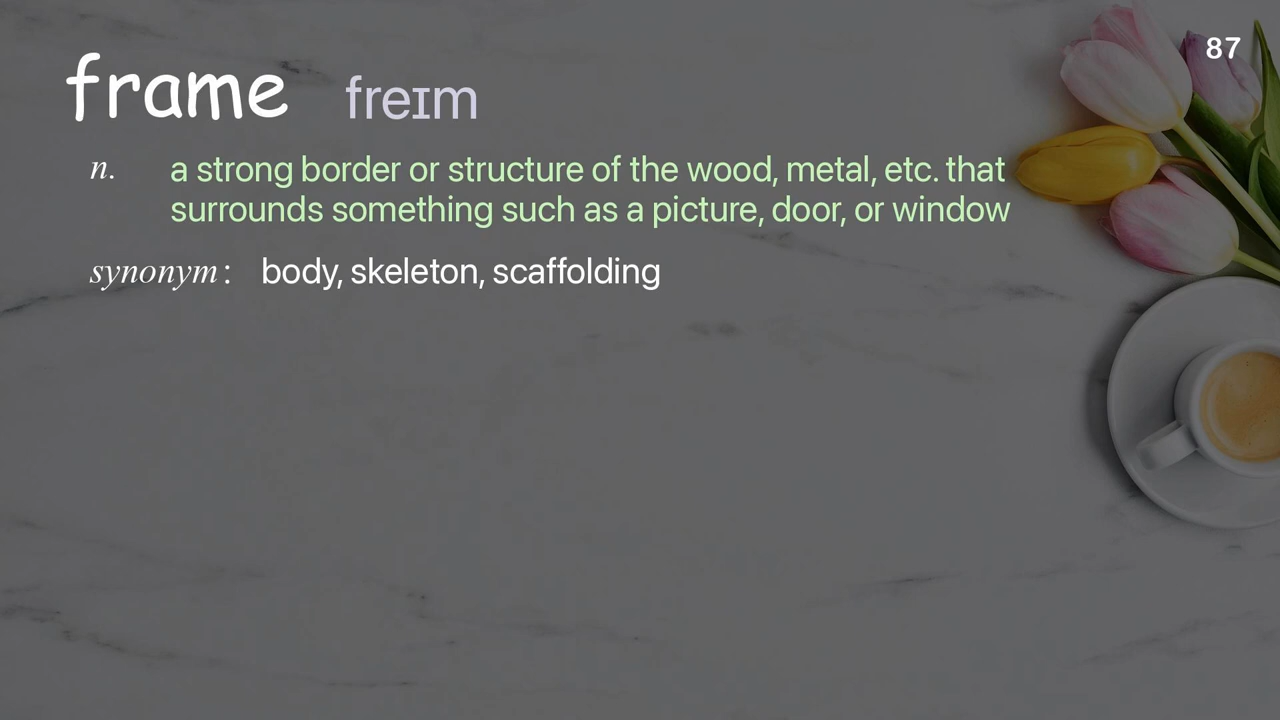 87
frame freɪm
n. a strong border or structure of the wood, metal, etc. that
surrounds something such as a picture, door, or window
synonym: body, skeleton, scaffolding